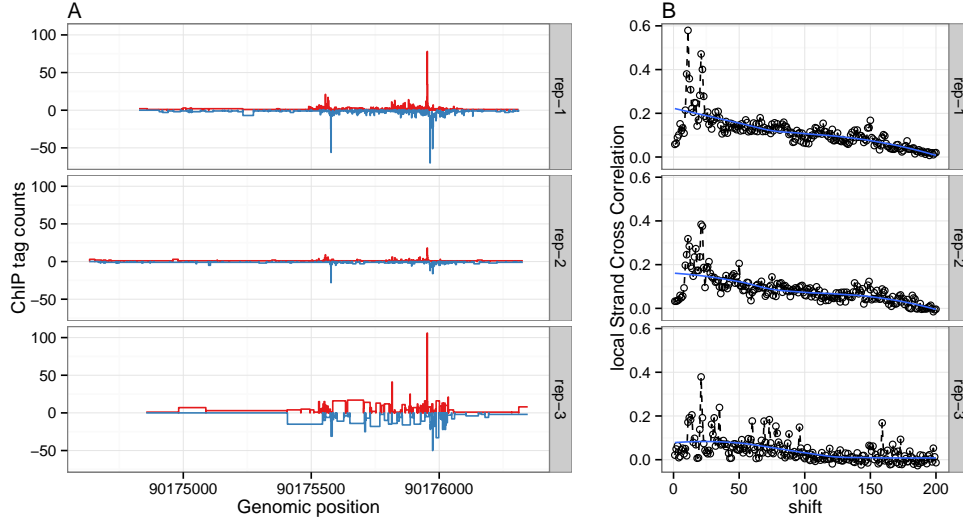 A
B
ChIP tag counts
100
50
0
−50
rep−1
100
50
0
−50
rep−2
100
50
0
−50
rep−3
90175000
90175500
90176000
Genomic position
local Strand Cross Correlation
0.6
0.4
0.2
0.0
rep−1
0.6
0.4
0.2
0.0
rep−2
0.6
0.4
0.2
0.0
rep−3
0
50
100
150
200
shift